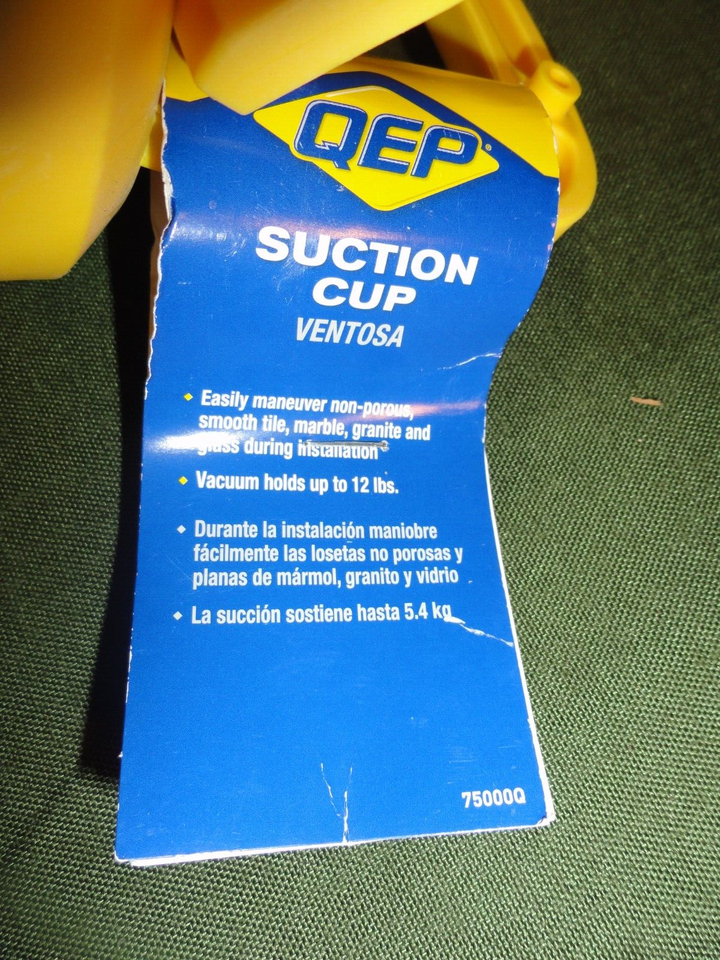 QEP®
SUCTION
CUP
VENTOSA
Easily maneuver non-porous,
smooth tile, marble, granite and
glass during installation
Vacuum holds up to 12 lbs.
Durante la instalación maniobre
fácilmente las losetas no porosas y
planas de mármol, granito y vidrio
La succión sostiene hasta 5.4 kg
75000Q